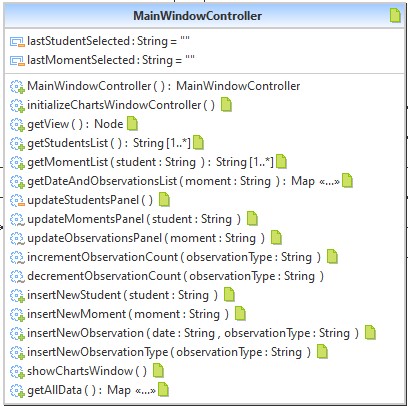 MainWindowController
lastStudentSelected : String = ""
lastMomentSelected : String = ""
MainWindowController ( ) : MainWindowController
initializeChartsWindowController ( )
getView ( ) : Node
getStudentsList ( ) : String [1..*]
getMomentList ( student : String ) : String [1..*]
getDateAndObservationsList ( moment : String ) : Map «...»
updateStudentsPanel ( )
updateMomentsPanel ( student : String )
updateObservationsPanel ( moment : String )
incrementObservationCount ( observationType : String )
decrementObservationCount ( observationType : String )
insertNewStudent ( student : String )
insertNewMoment ( moment : String )
insertNewObservation ( date : String , observationType : String )
insertNewObservationType ( observationType : String )
showChartsWindow ( )
getAllData ( ) : Map «...»